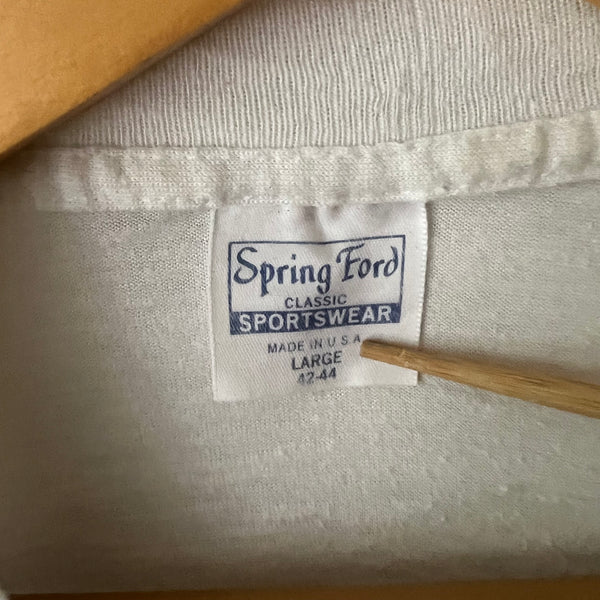 Spring Ford
CLASSIC
SPORTSWEAR
MADE IN U.S.A.
LARGE
42-44